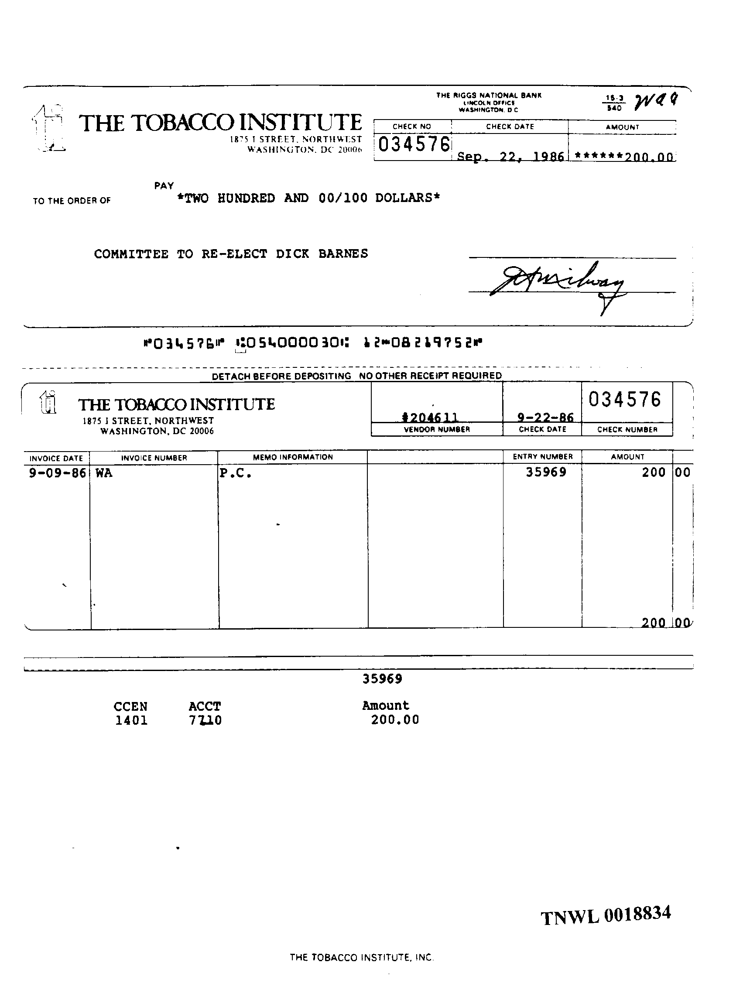 THE RIGGS NATIONAL BANK
LINCOLN OFFICE
WASHINGTON, D C
15-3
540
ti THE TOBACCO INSTITUTE
1875 I STREET, NORTHWEST
WASHINGTON, DC 20006
CHECK NO CHECK DATE AMOUNT
034576 Sep. 22, 1986 ******200.00
PAY
TO THE ORDER OF *TWO HUNDRED AND 00/100 DOLLARS*
COMMITTEE TO RE-ELECT DICK BARNES
⑈034576⑈ ⑆054000030⑆ 12⑈08219752⑈
DETACH BEFORE DEPOSITING NO OTHER RECEIPT REQUIRED
ti THE TOBACCO INSTITUTE
1875 I STREET, NORTHWEST
WASHINGTON, DC 20006
#204611 9-22-86 034576
VENDOR NUMBER CHECK DATE CHECK NUMBER
INVOICE DATE INVOICE NUMBER MEMO INFORMATION ENTRY NUMBER AMOUNT
9-09-86 WA P.C. 35969 200 00
200 00
35969
CCEN ACCT Amount
1401 7710 200.00
TNWL 0018834
THE TOBACCO INSTITUTE, INC.